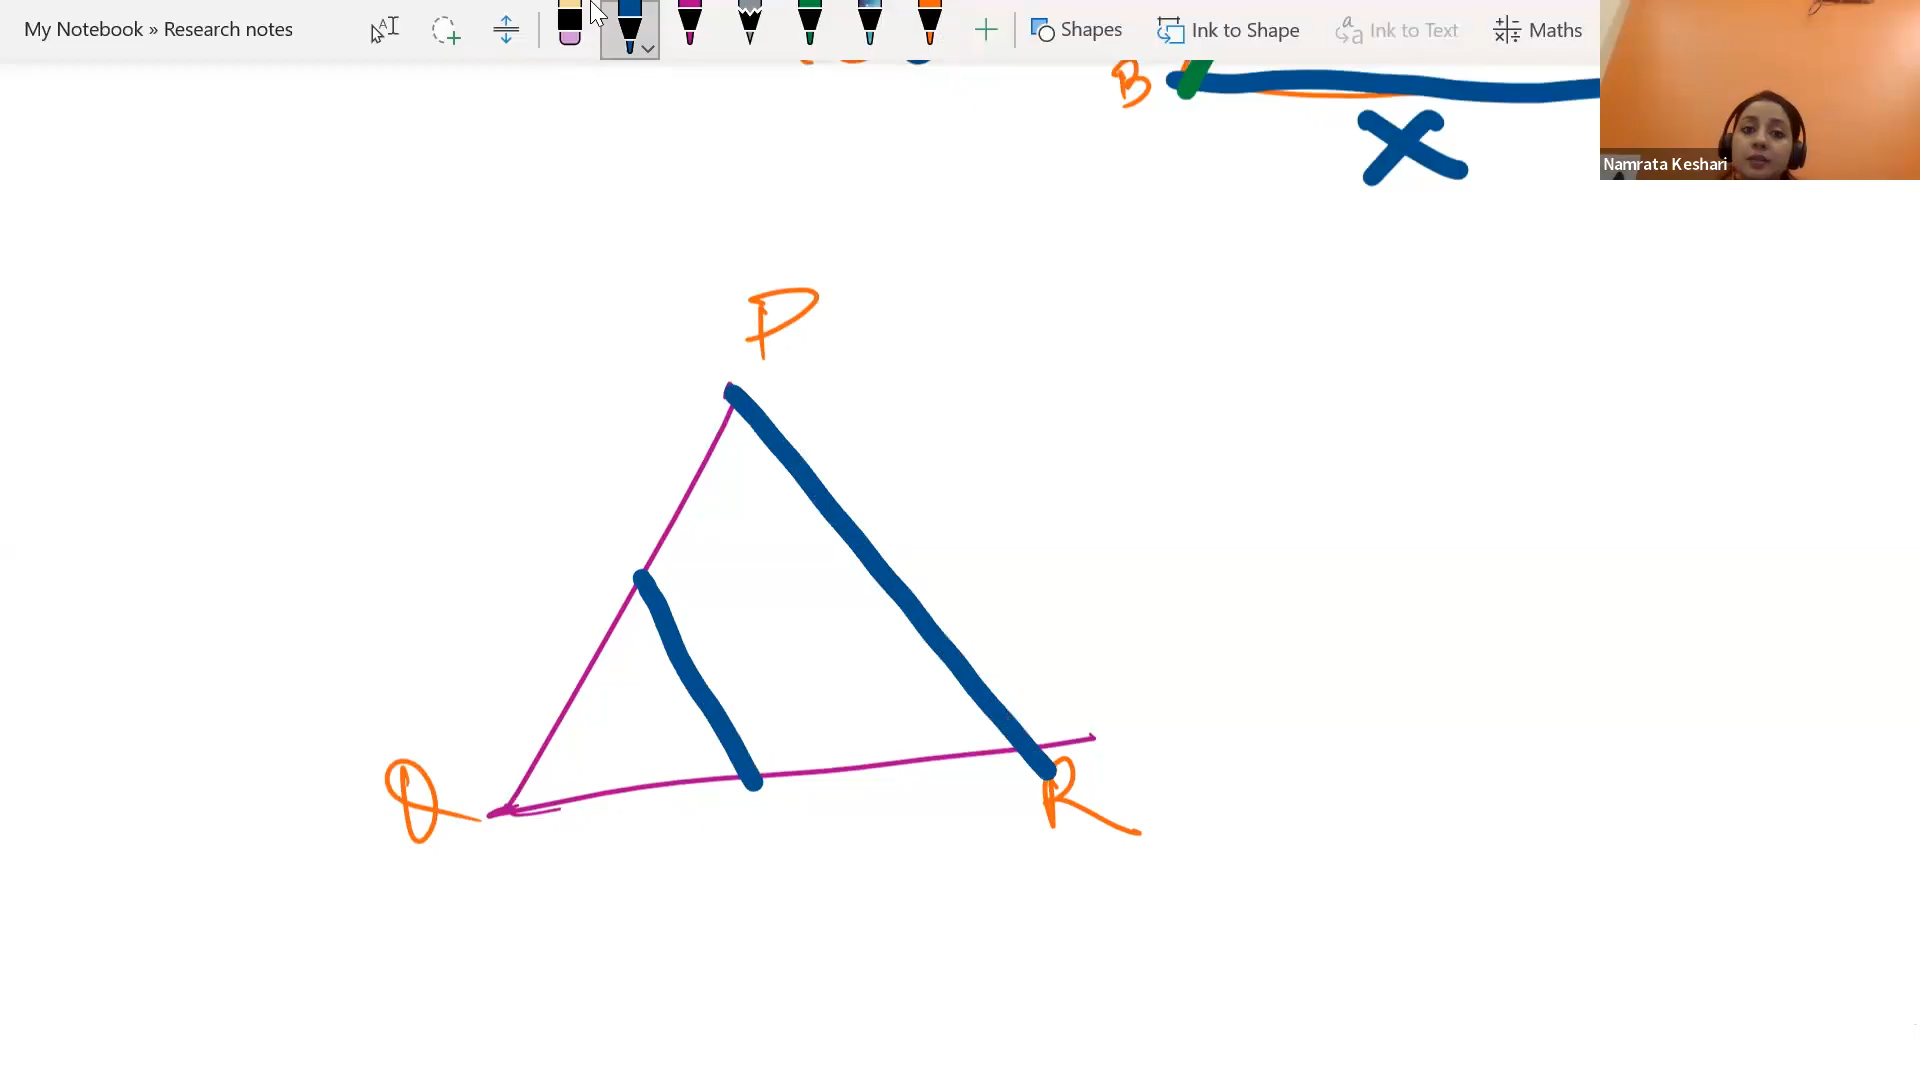 My Notebook » Research notes
Shapes
Ink to Shape
Ink to Text
Maths
B
x
Namrata Keshari
P
Q
R